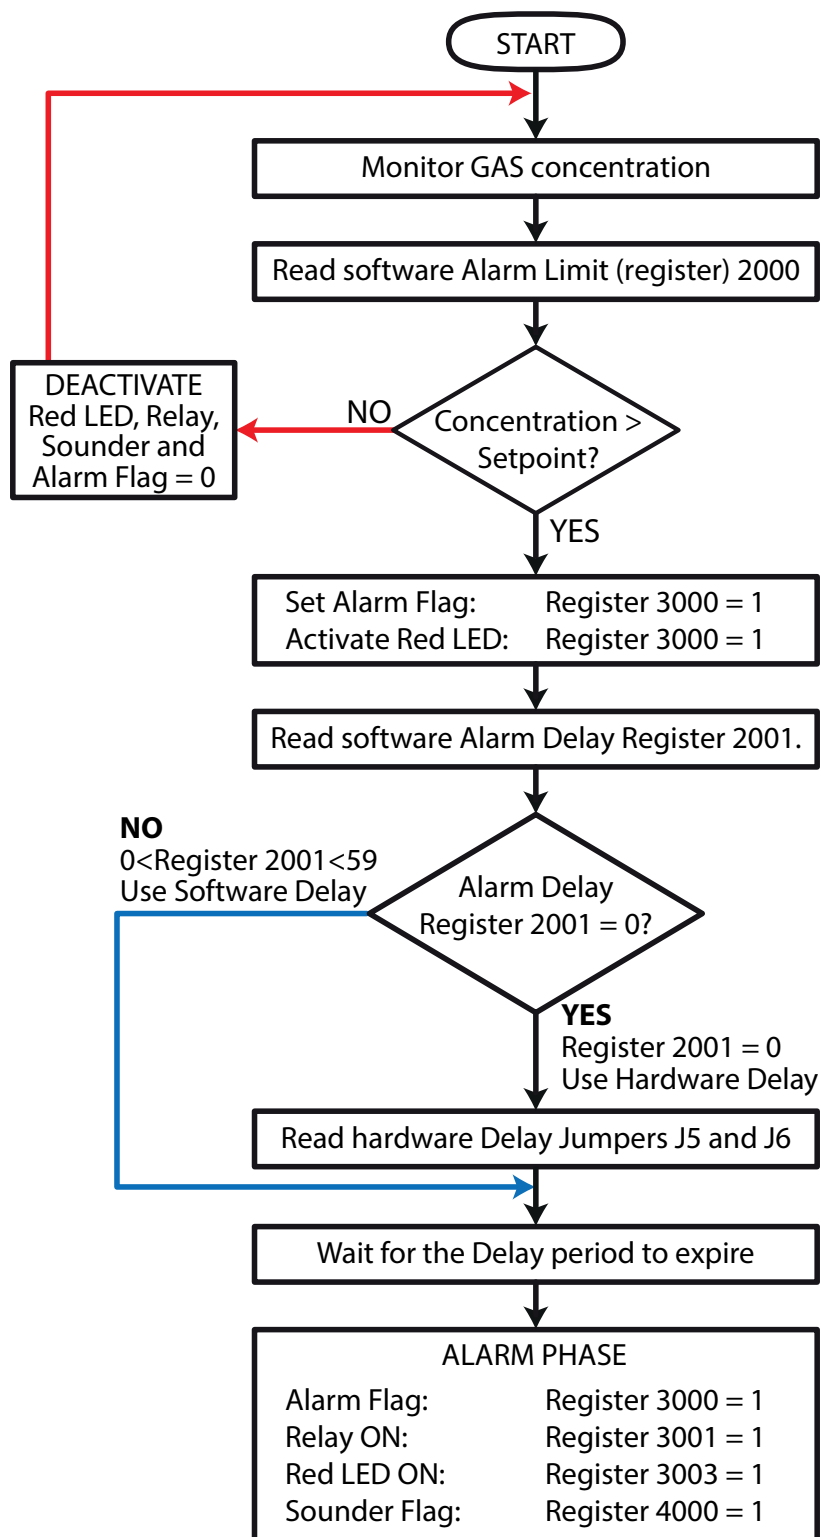 START
Monitor GAS concentration
Read software Alarm Limit (register) 2000
DEACTIVATE
Red LED, Relay,
Sounder and
Alarm Flag = 0
NO
Concentration >
Setpoint?
YES
Set Alarm Flag: Register 3000 = 1
Activate Red LED: Register 3000 = 1
Read software Alarm Delay Register 2001.
NO
0<Register 2001<59
Use Software Delay
Alarm Delay
Register 2001 = 0?
YES
Register 2001 = 0
Use Hardware Delay
Read hardware Delay Jumpers J5 and J6
Wait for the Delay period to expire
ALARM PHASE
Alarm Flag: Register 3000 = 1
Relay ON: Register 3001 = 1
Red LED ON: Register 3003 = 1
Sounder Flag: Register 4000 = 1